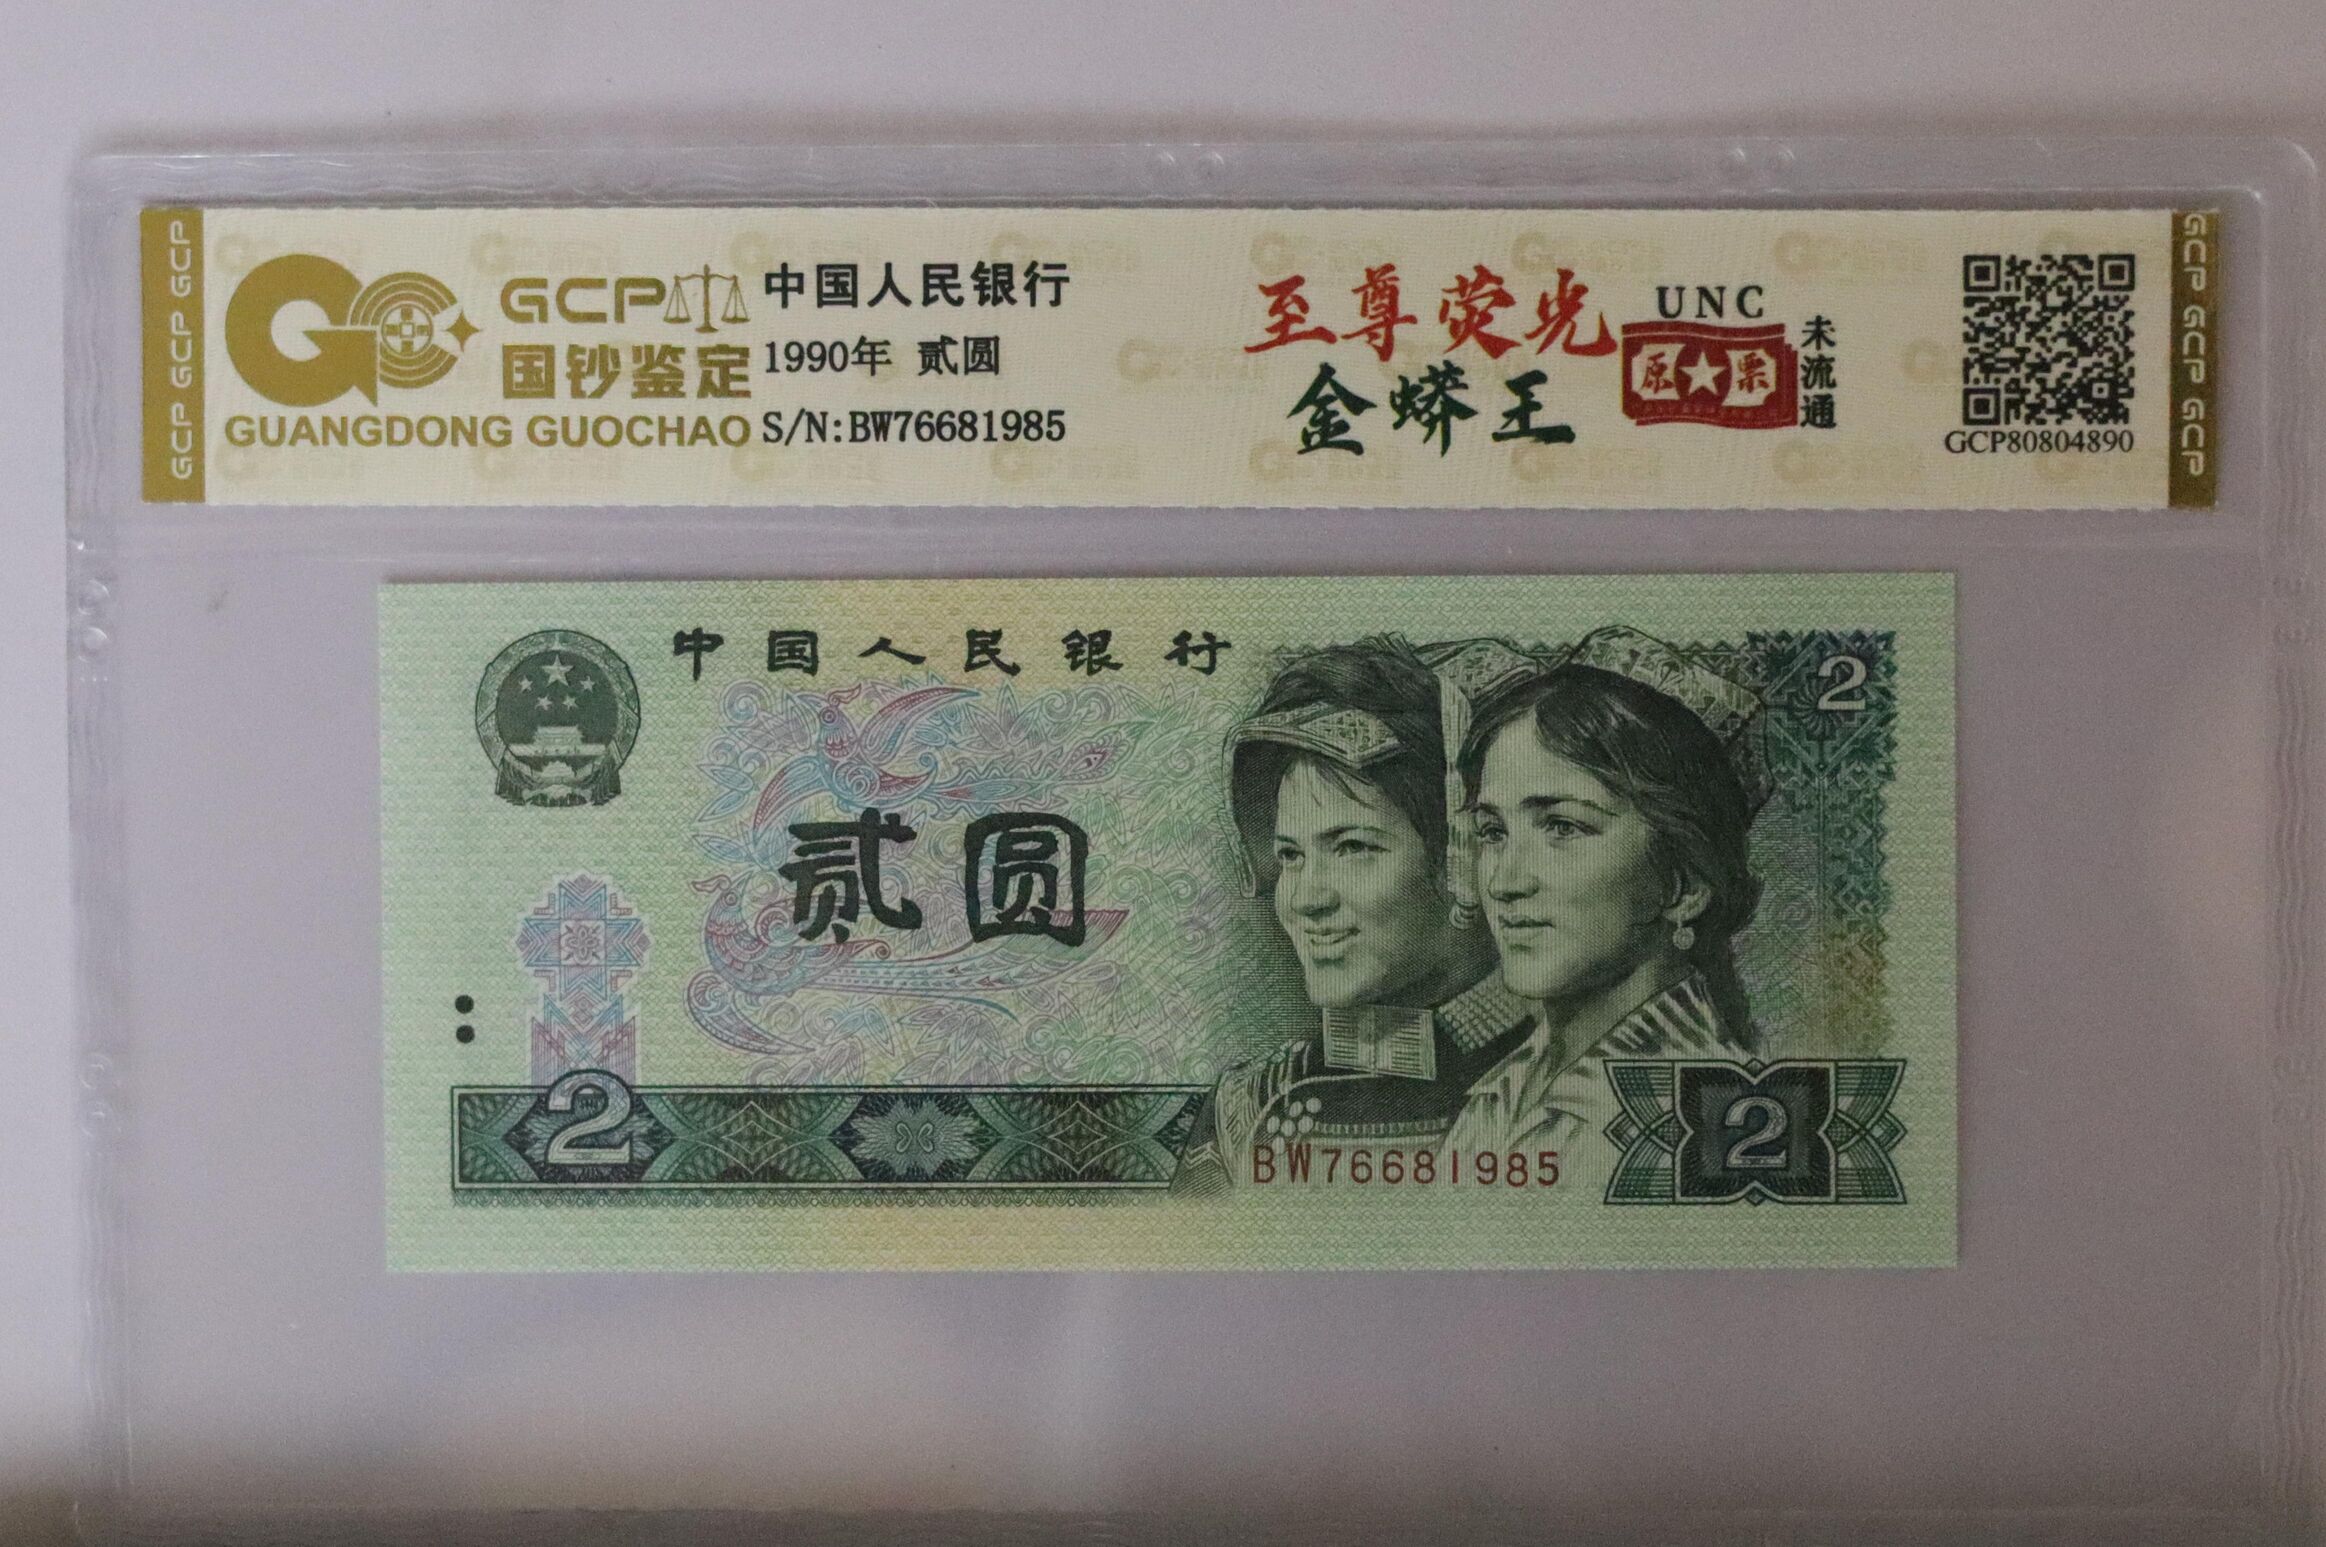 GCP GCP GCP
GCP
国钞鉴定
GUANGDONG GUOCHAO
中国人民银行
1990年 贰圆
S/N:BW76681985
至尊荧光
金蟒王
UNC
原票
未流通
GCP80804890
GCP GCP GCP
中国人民银行
2
贰圆
2
BW76681985
2